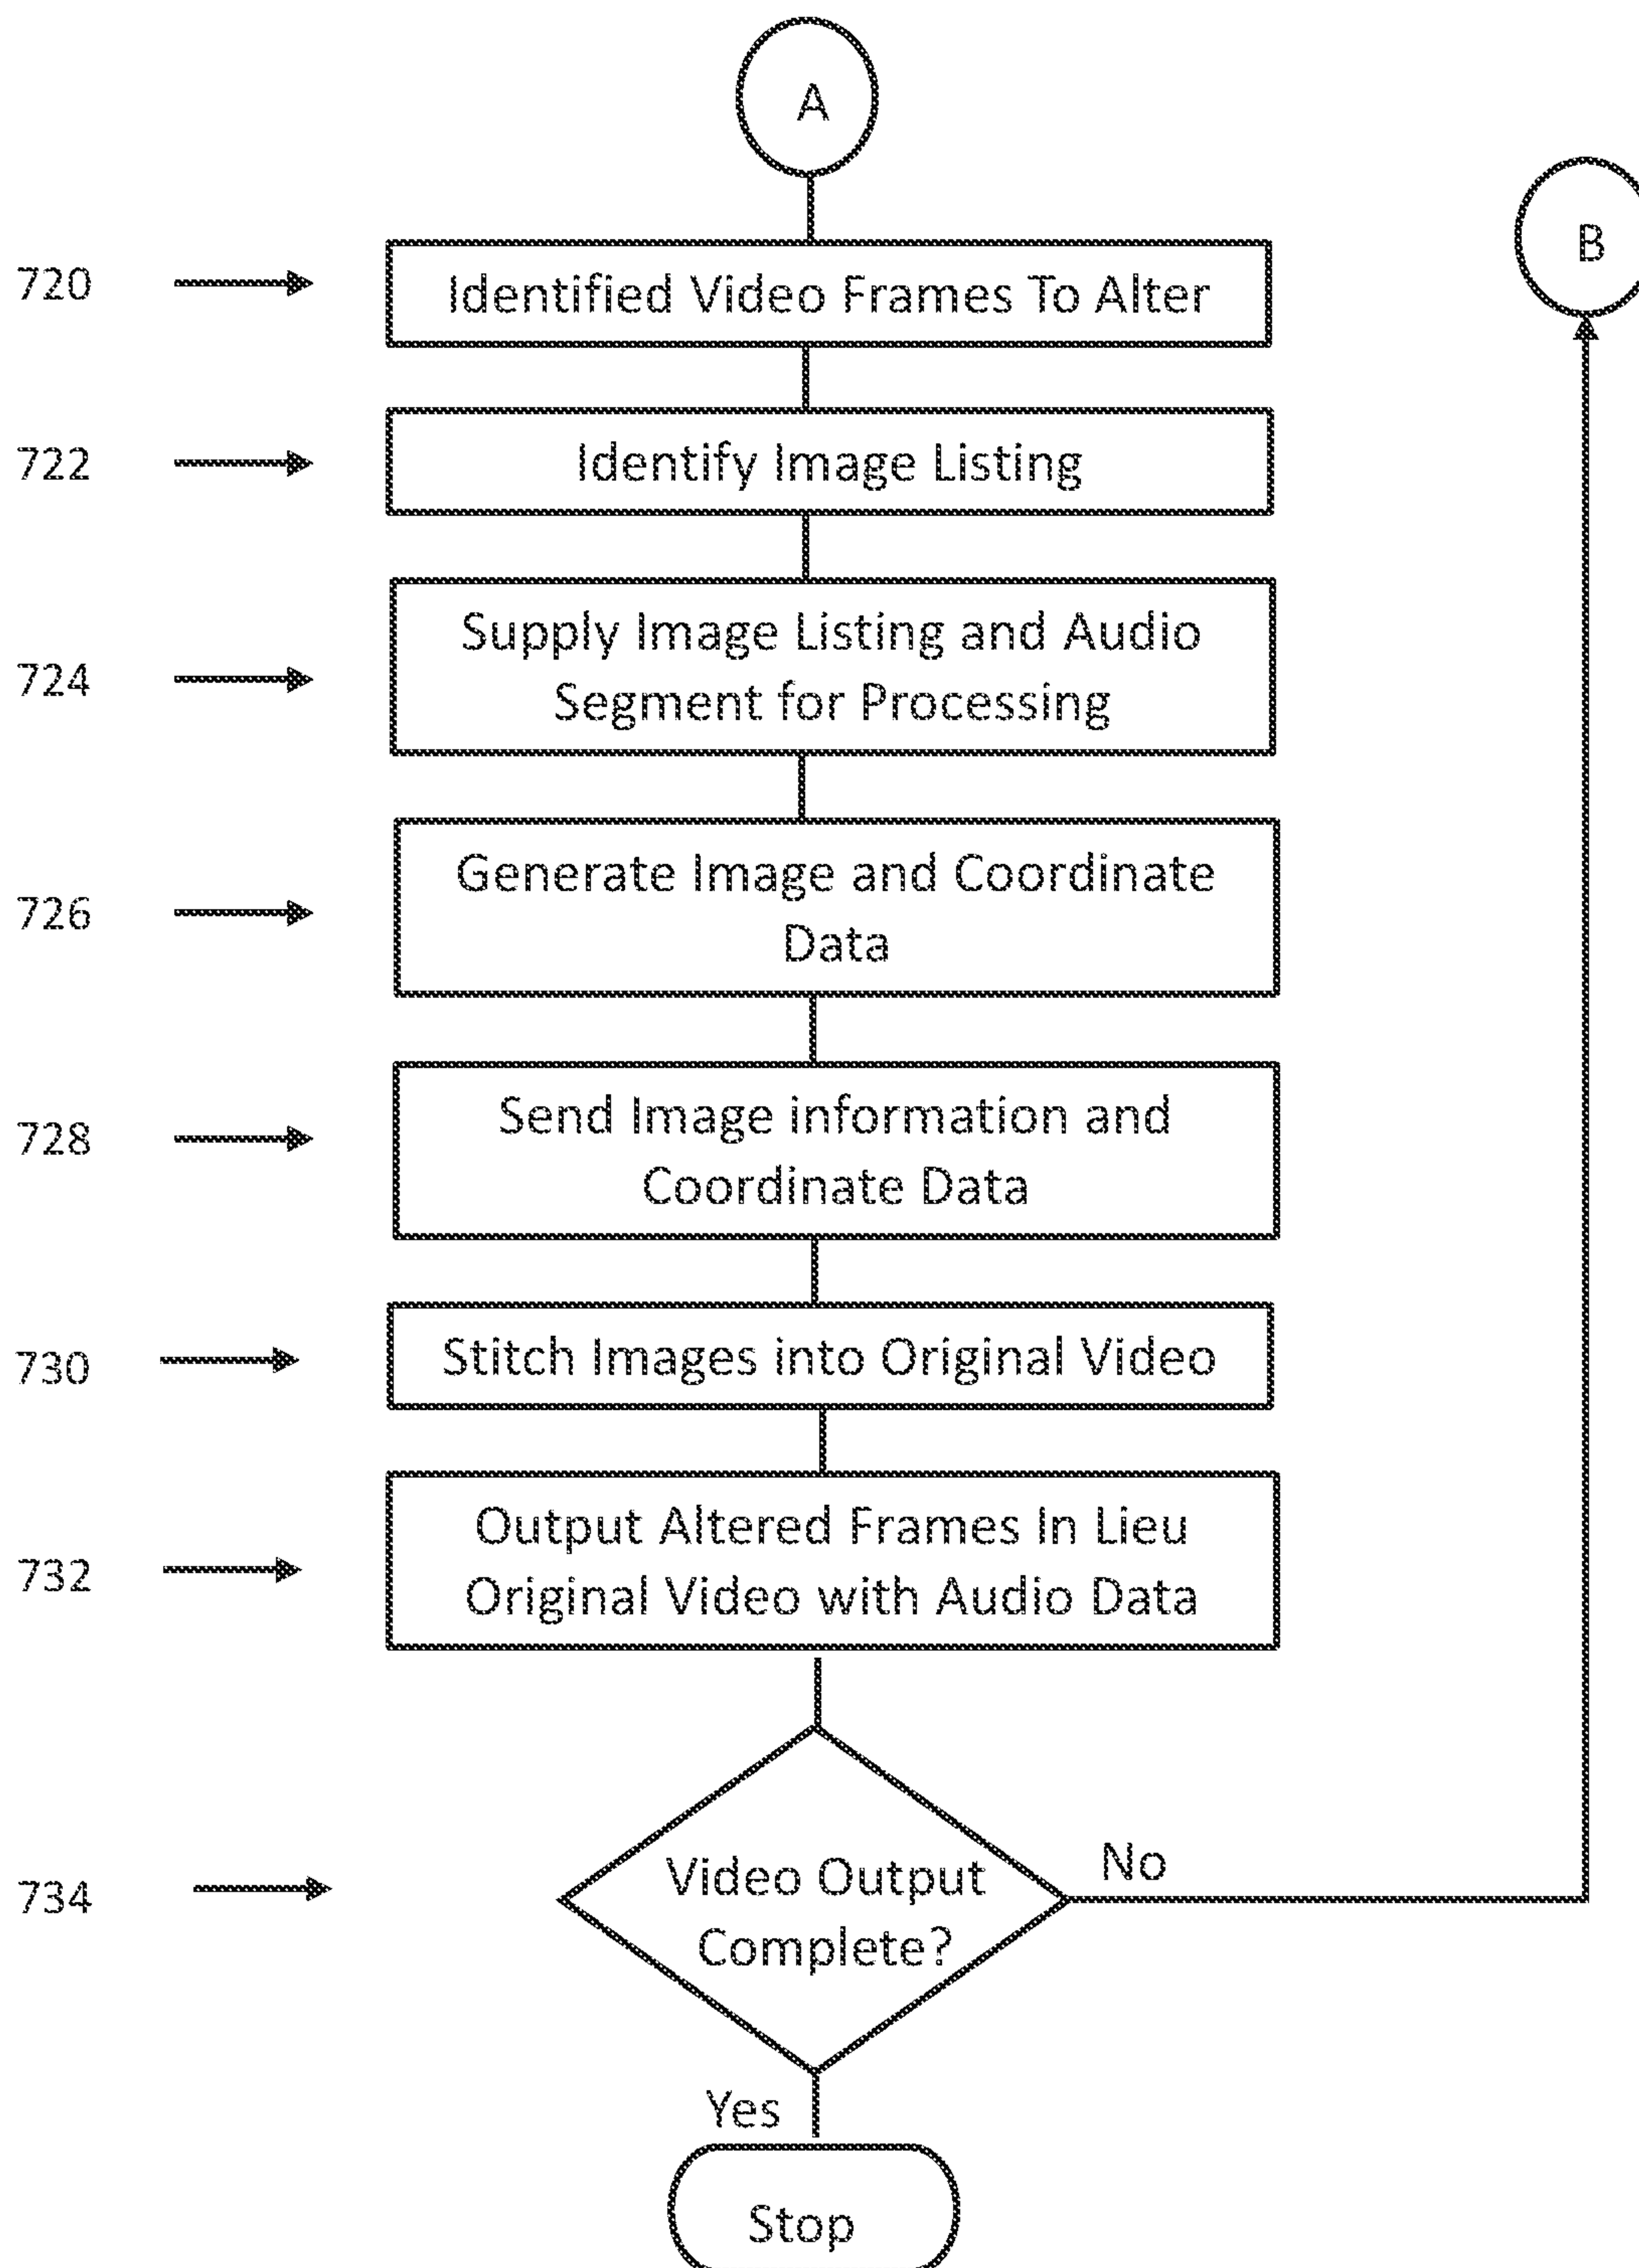 A
B
720
Identified Video Frames To Alter
722
Identify Image Listing
724
Supply Image Listing and Audio
Segment for Processing
726
Generate Image and Coordinate
Data
728
Send Image information and
Coordinate Data
730
Stitch Images into Original Video
732
Output Altered Frames In Lieu
Original Video with Audio Data
734
Video Output
Complete?
No
Yes
Stop